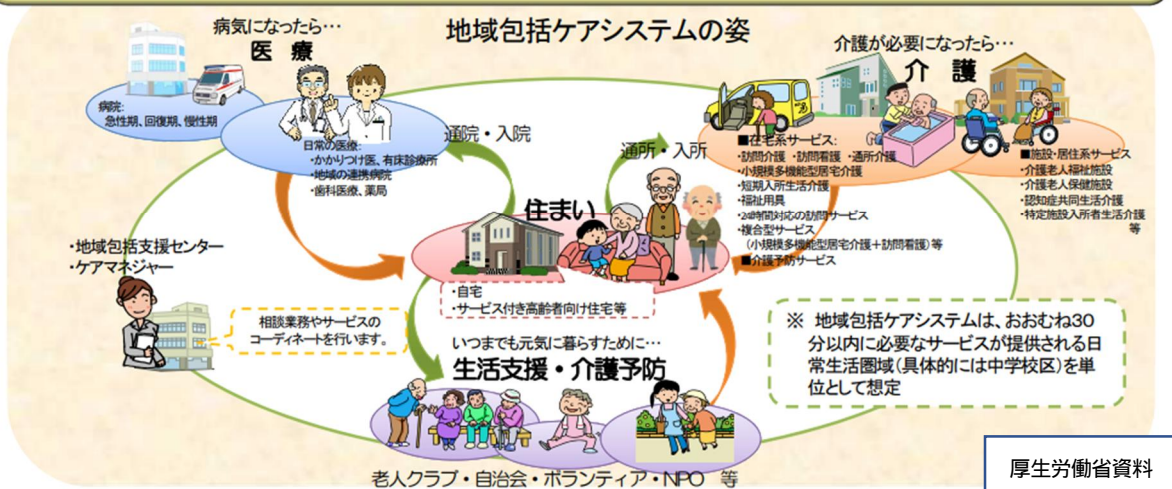 地域包括ケアシステムの姿
病気になったら…
医 療
病院:
急性期、回復期、慢性期
日常の医療:
・かかりつけ医、有床診療所
・地域の連携病院
・歯科医療、薬局
通院・入院
通所・入所
介護が必要になったら…
介 護
■在宅系サービス:
・訪問介護 ・訪問看護 ・通所介護
・小規模多機能型居宅介護
・短期入所生活介護
・福祉用具
・24時間対応の訪問サービス
・複合型サービス
(小規模多機能型居宅介護+訪問看護)等
■介護予防サービス
■施設・居住系サービス
・介護老人福祉施設
・介護老人保健施設
・認知症共同生活介護
・特定施設入所者生活介護
等
住まい
・自宅
・サービス付き高齢者向け住宅等
・地域包括支援センター
・ケアマネジャー
相談業務やサービスの
コーディネートを行います。
いつまでも元気に暮らすために…
生活支援・介護予防
老人クラブ・自治会・ボランティア・NPO 等
※ 地域包括ケアシステムは、おおむね30
分以内に必要なサービスが提供される日
常生活圏域(具体的には中学校区)を単
位として想定
厚生労働省資料